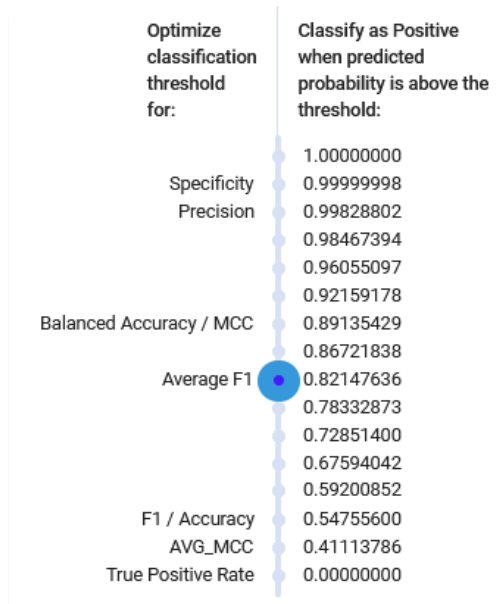 Optimize
classification
threshold
for:
Classify as Positive
when predicted
probability is above the
threshold:
1.00000000
Specificity 0.99999998
Precision 0.99828802
0.98467394
0.96055097
0.92159178
Balanced Accuracy / MCC 0.89135429
0.86721838
Average F1 0.82147636
0.78332873
0.72851400
0.67594042
0.59200852
F1 / Accuracy 0.54755600
AVG_MCC 0.41113786
True Positive Rate 0.00000000